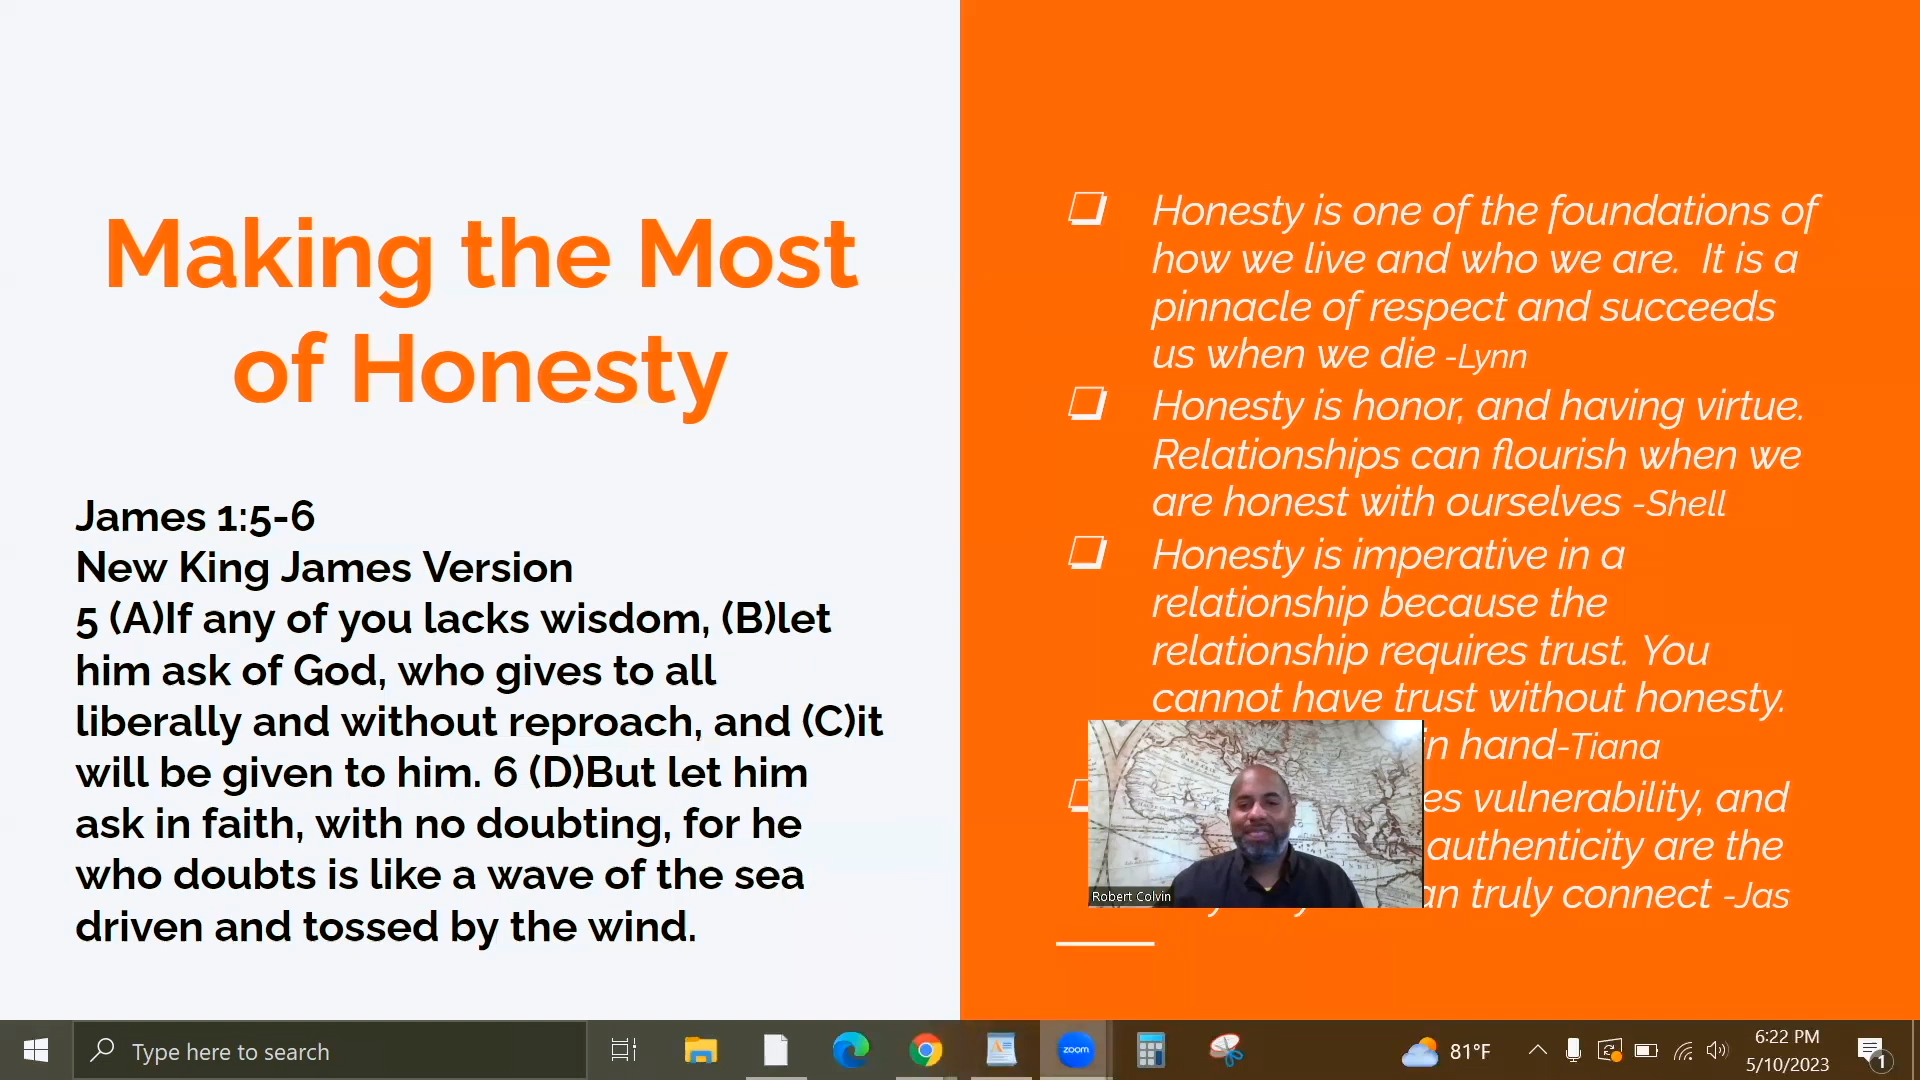 Making the Most
of Honesty
James 1:5-6
New King James Version
5 (A)If any of you lacks wisdom, (B)let
him ask of God, who gives to all
liberally and without reproach, and (C)it
will be given to him. 6 (D)But let him
ask in faith, with no doubting, for he
who doubts is like a wave of the sea
driven and tossed by the wind.
Honesty is one of the foundations of
how we live and who we are.  It is a
pinnacle of respect and succeeds
us when we die -Lynn
Honesty is honor, and having virtue.
Relationships can flourish when we
are honest with ourselves -Shell
Honesty is imperative in a
relationship because the
relationship requires trust. You
cannot have trust without honesty.
in hand-Tiana
vulnerability, and
authenticity are the
truly connect -Jas
Robert Colvin
Type here to search
zoom
81°F
6:22 PM
5/10/2023
1